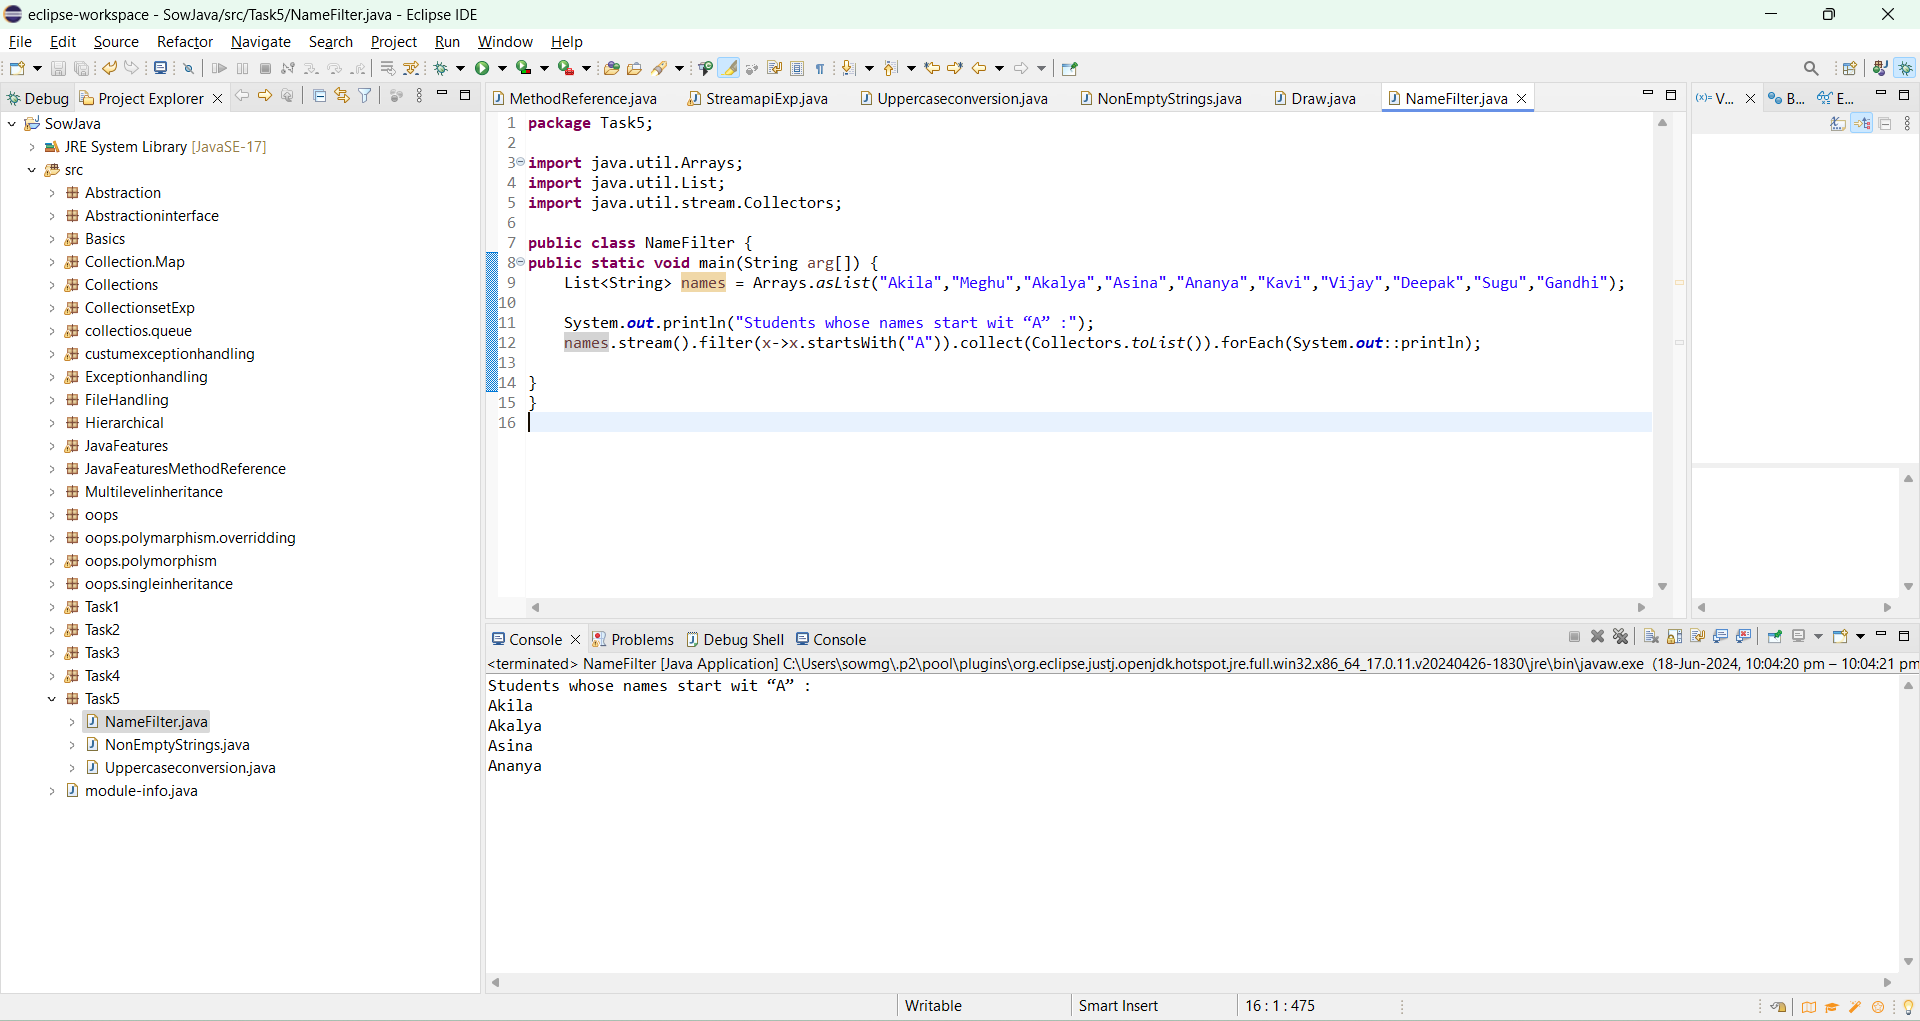 eclipse-workspace - SowJava/src/Task5/NameFilter.java - Eclipse IDE
File Edit Source Refactor Navigate Search Project Run Window Help
Debug Project Explorer
SowJava
JRE System Library [JavaSE-17]
src
Abstraction
Abstractioninterface
Basics
Collection.Map
Collections
CollectionsetExp
collectios.queue
custumexceptionhandling
Exceptionhandling
FileHandling
Hierarchical
JavaFeatures
JavaFeaturesMethodReference
Multilevelinheritance
oops
oops.polymarphism.overridding
oops.polymorphism
oops.singleinheritance
Task1
Task2
Task3
Task4
Task5
NameFilter.java
NonEmptyStrings.java
Uppercaseconversion.java
module-info.java
MethodReference.java StreamapiExp.java Uppercaseconversion.java NonEmptyStrings.java Draw.java NameFilter.java
1 package Task5;
2
3 import java.util.Arrays;
4 import java.util.List;
5 import java.util.stream.Collectors;
6
7 public class NameFilter {
8 public static void main(String arg[]) {
9 List<String> names = Arrays.asList("Akila","Meghu","Akalya","Asina","Ananya","Kavi","Vijay","Deepak","Sugu","Gandhi");
10
11 System.out.println("Students whose names start wit “A” :");
12 names.stream().filter(x->x.startsWith("A")).collect(Collectors.toList()).forEach(System.out::println);
13
14 }
15 }
16
(x)= V... B... E...
Console Problems Debug Shell Console
<terminated> NameFilter [Java Application] C:\Users\sowmg\.p2\pool\plugins\org.eclipse.justj.openjdk.hotspot.jre.full.win32.x86_64_17.0.11.v20240426-1830\jre\bin\javaw.exe (18-Jun-2024, 10:04:20 pm – 10:04:21 pm
Students whose names start wit “A” :
Akila
Akalya
Asina
Ananya
Writable Smart Insert 16 : 1 : 475